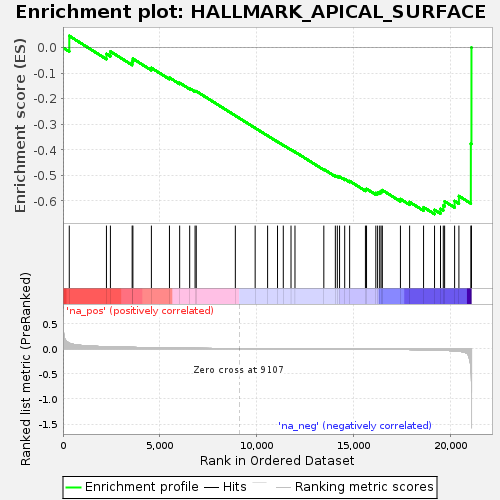 Enrichment plot: HALLMARK_APICAL_SURFACE
Enrichment score (ES)
0.0
-0.1
-0.2
-0.3
-0.4
-0.5
-0.6
'na_pos' (positively correlated)
Ranked list metric (PreRanked)
0.5
0.0
-0.5
-1.0
-1.5
Zero cross at 9107
'na_neg' (negatively correlated)
0 5,000 10,000 15,000 20,000
Rank in Ordered Dataset
Enrichment profile Hits Ranking metric scores